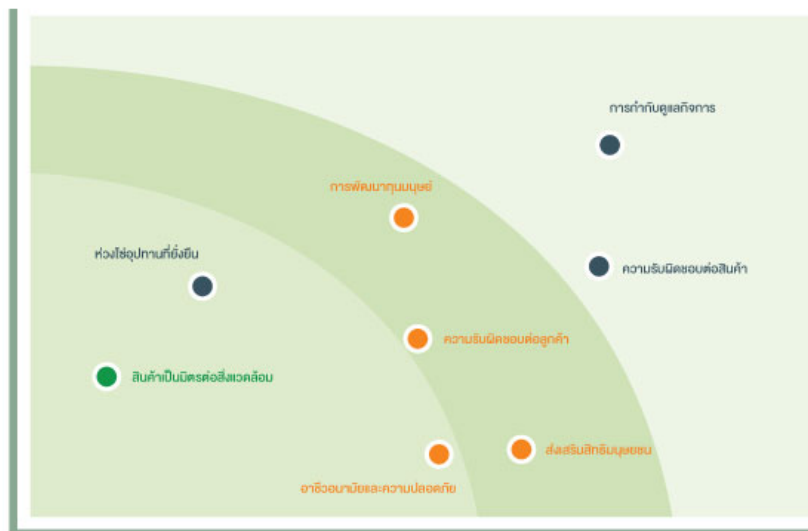 การกำกับดูแลกิจการ
การพัฒนาทุนมนุษย์
ห่วงโซ่อุปทานที่ยั่งยืน
ความรับผิดชอบต่อสินค้า
ความรับผิดชอบต่อลูกค้า
สินค้าเป็นมิตรต่อสิ่งแวดล้อม
ส่งเสริมสิทธิมนุษยชน
อาชีวอนามัยและความปลอดภัย